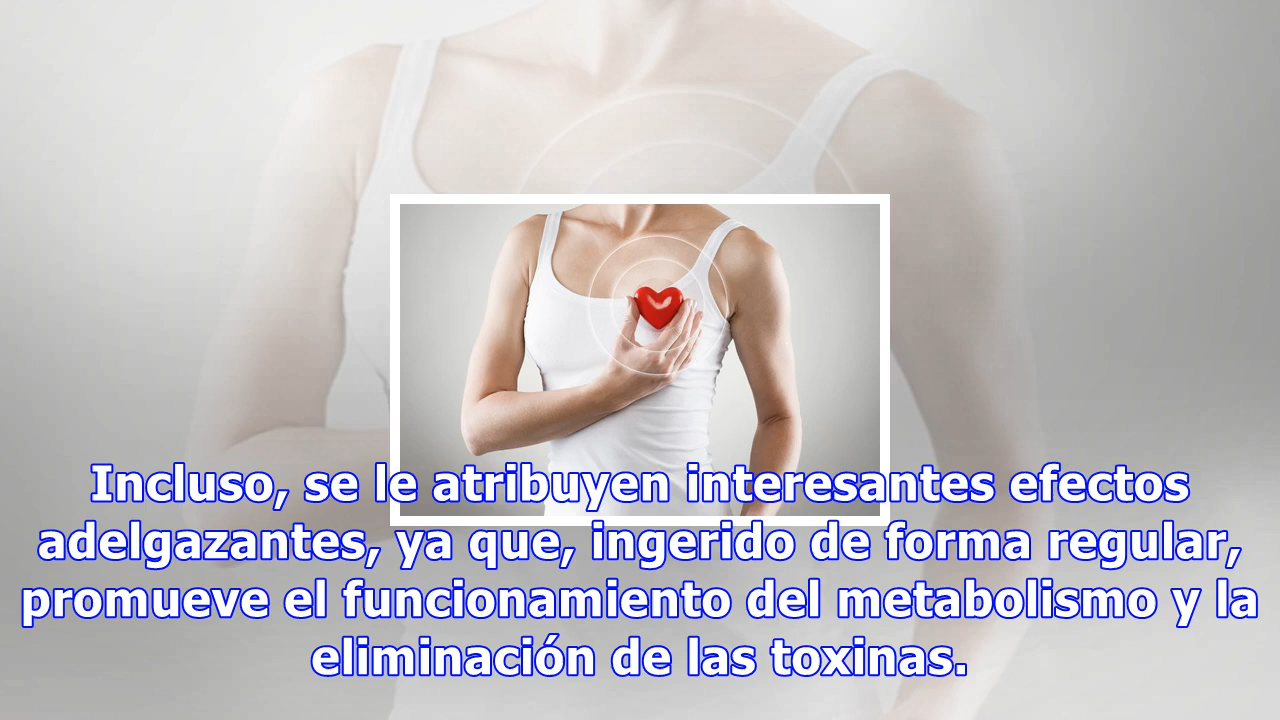 Incluso, se le atribuyen interesantes efectos
adelgazantes, ya que, ingerido de forma regular,
promueve el funcionamiento del metabolismo y la
eliminación de las toxinas.